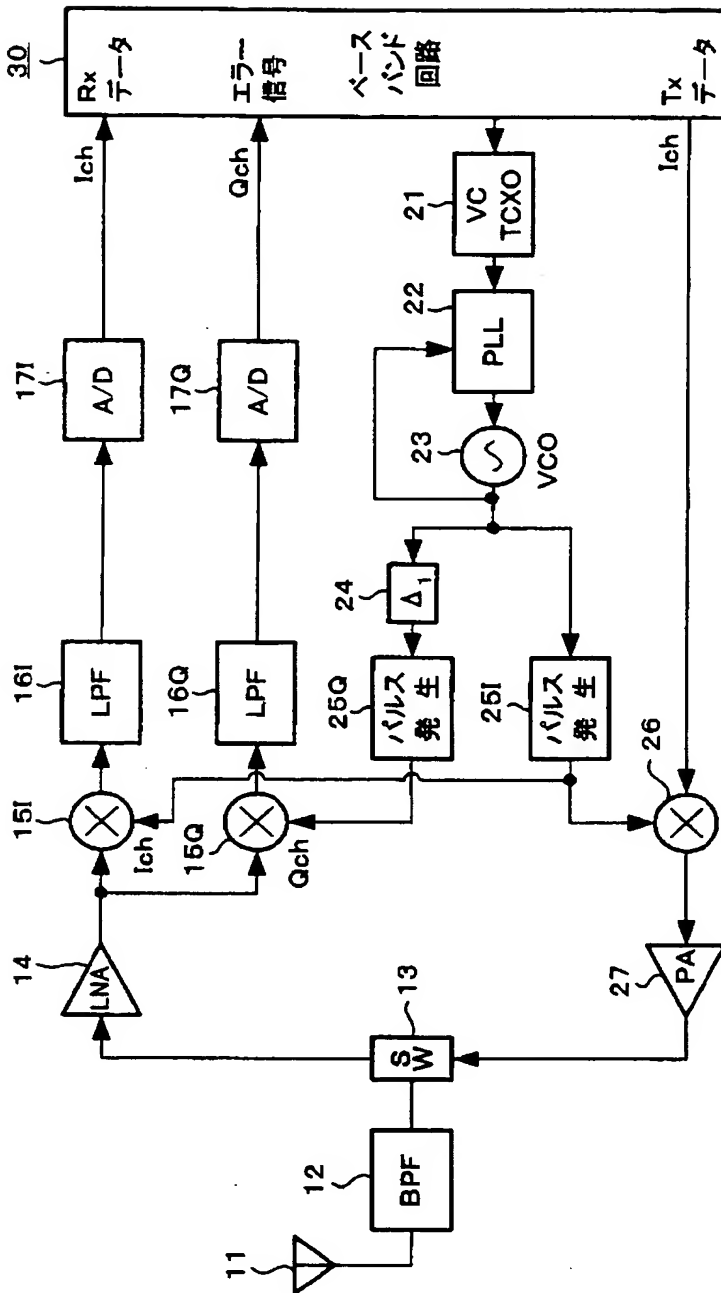 30
Rx
データ
エラー
信号
ベース
バンド
回路
Tx
データ
Ich
Qch
Ich
17I
A/D
17Q
A/D
21
VC
TCXO
22
PLL
23
VCO
24
Δ1
16I
LPF
16Q
LPF
25Q
パルス
発生
25I
パルス
発生
15I
Ich
15Q
Qch
26
14
LNA
13
SW
27
PA
12
BPF
11